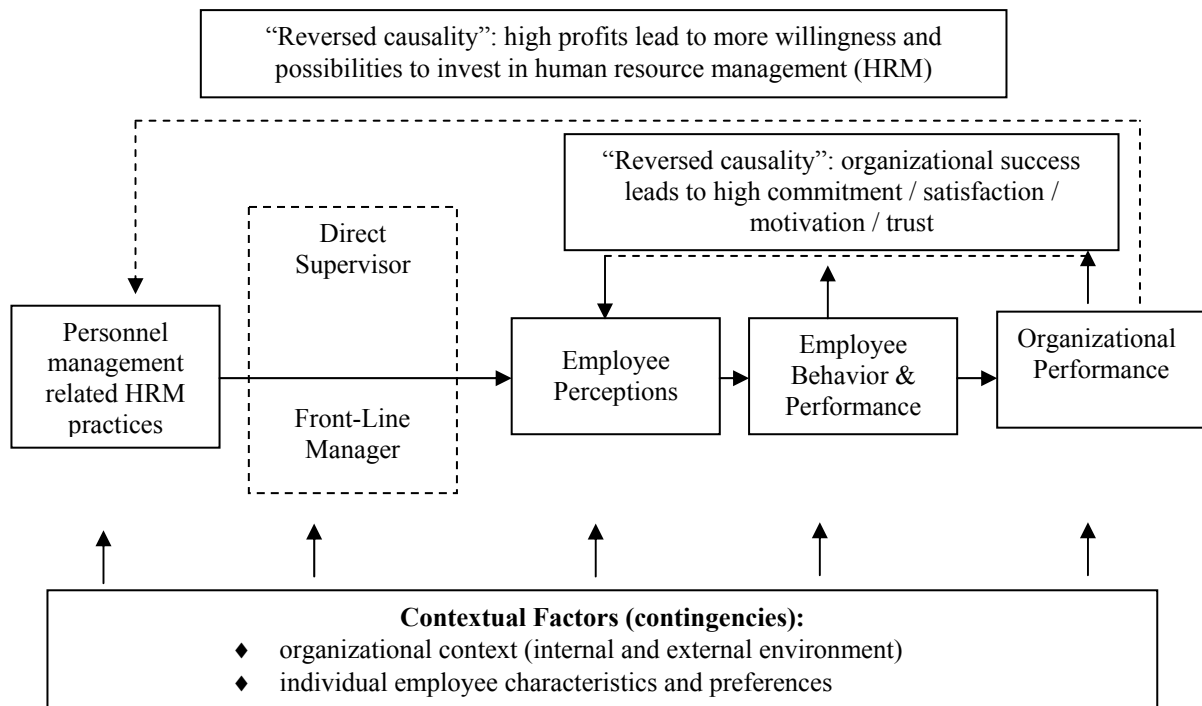 “Reversed causality”: high profits lead to more willingness and
possibilities to invest in human resource management (HRM)
“Reversed causality”: organizational success
leads to high commitment / satisfaction /
motivation / trust
Direct
Supervisor
Front-Line
Manager
Personnel
management
related HRM
practices
Employee
Perceptions
Employee
Behavior &
Performance
Organizational
Performance
Contextual Factors (contingencies):
♦ organizational context (internal and external environment)
♦ individual employee characteristics and preferences